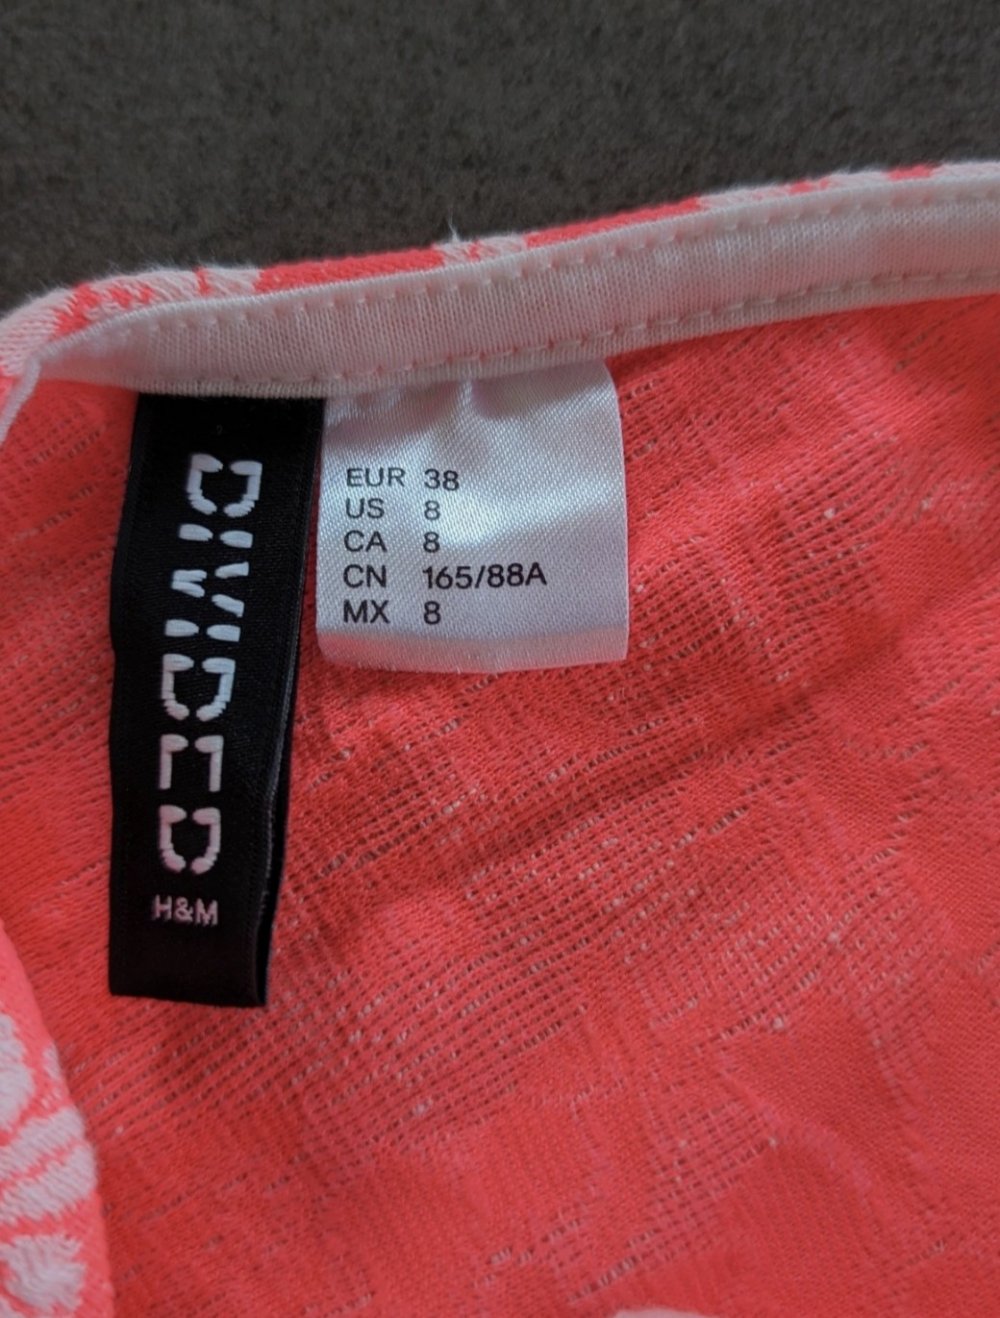 DIVIDED
H&M
EUR 38
US 8
CA 8
CN 165/88A
MX 8